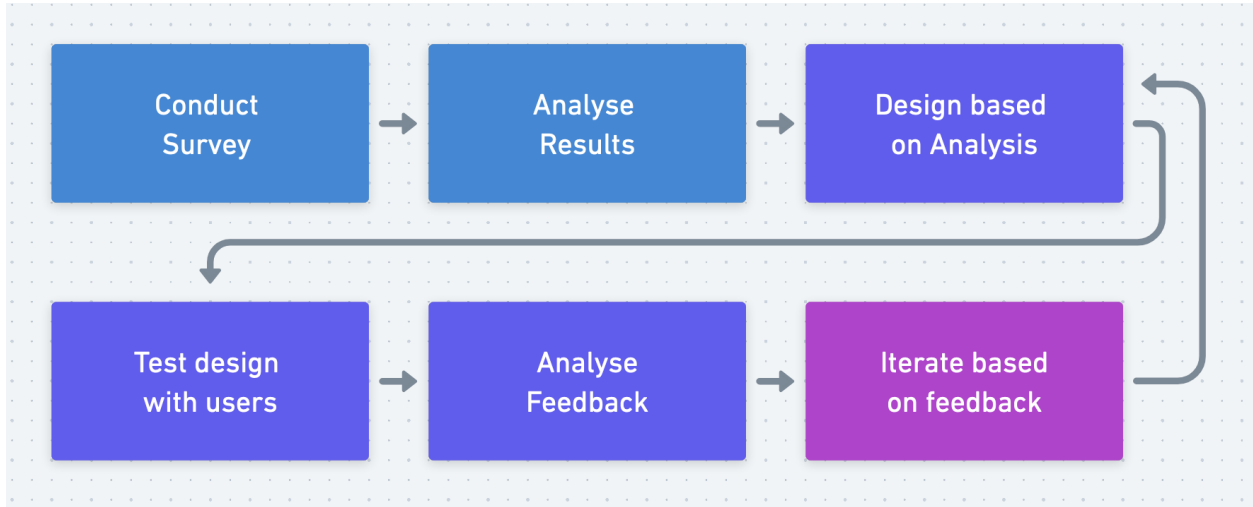 Conduct
Survey
Analyse
Results
Design based
on Analysis
Test design
with users
Analyse
Feedback
Iterate based
on feedback